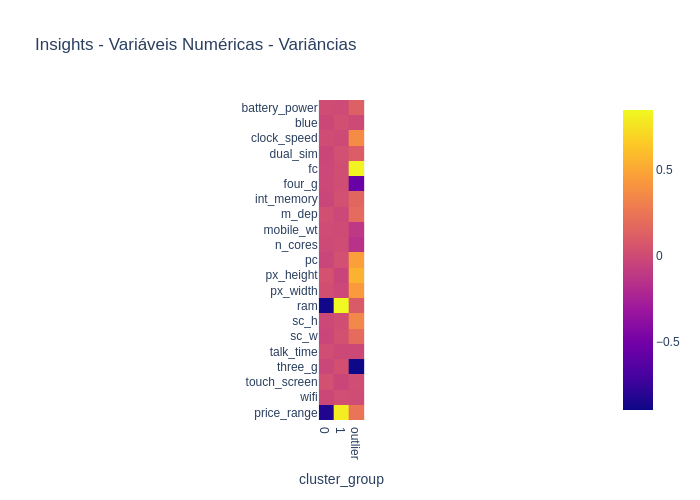 Insights - Variáveis Numéricas - Variâncias
battery_power
blue
clock_speed
dual_sim
fc
four_g
int_memory
m_dep
mobile_wt
n_cores
pc
px_height
px_width
ram
sc_h
sc_w
talk_time
three_g
touch_screen
wifi
price_range
0
1
outlier
cluster_group
0.5
0
−0.5